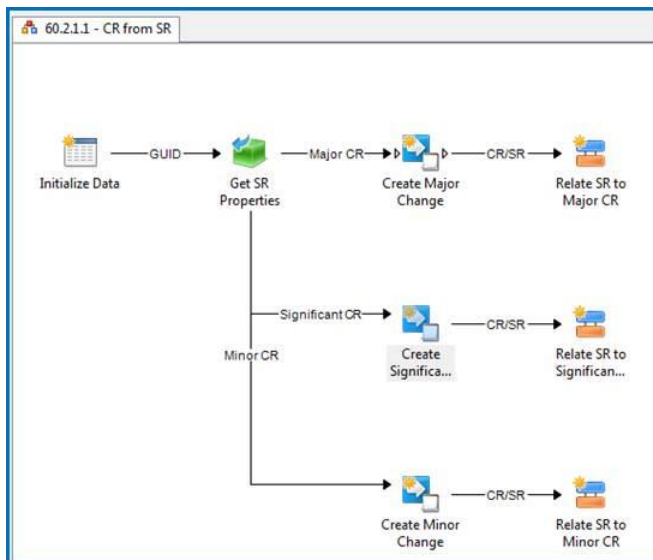 60.2.1.1 - CR from SR
GUID
Major CR
CR/SR
Initialize Data
Get SR
Properties
Create Major
Change
Relate SR to
Major CR
Significant CR
CR/SR
Minor CR
Create
Significa...
Relate SR to
Significan...
CR/SR
Create Minor
Change
Relate SR to
Minor CR